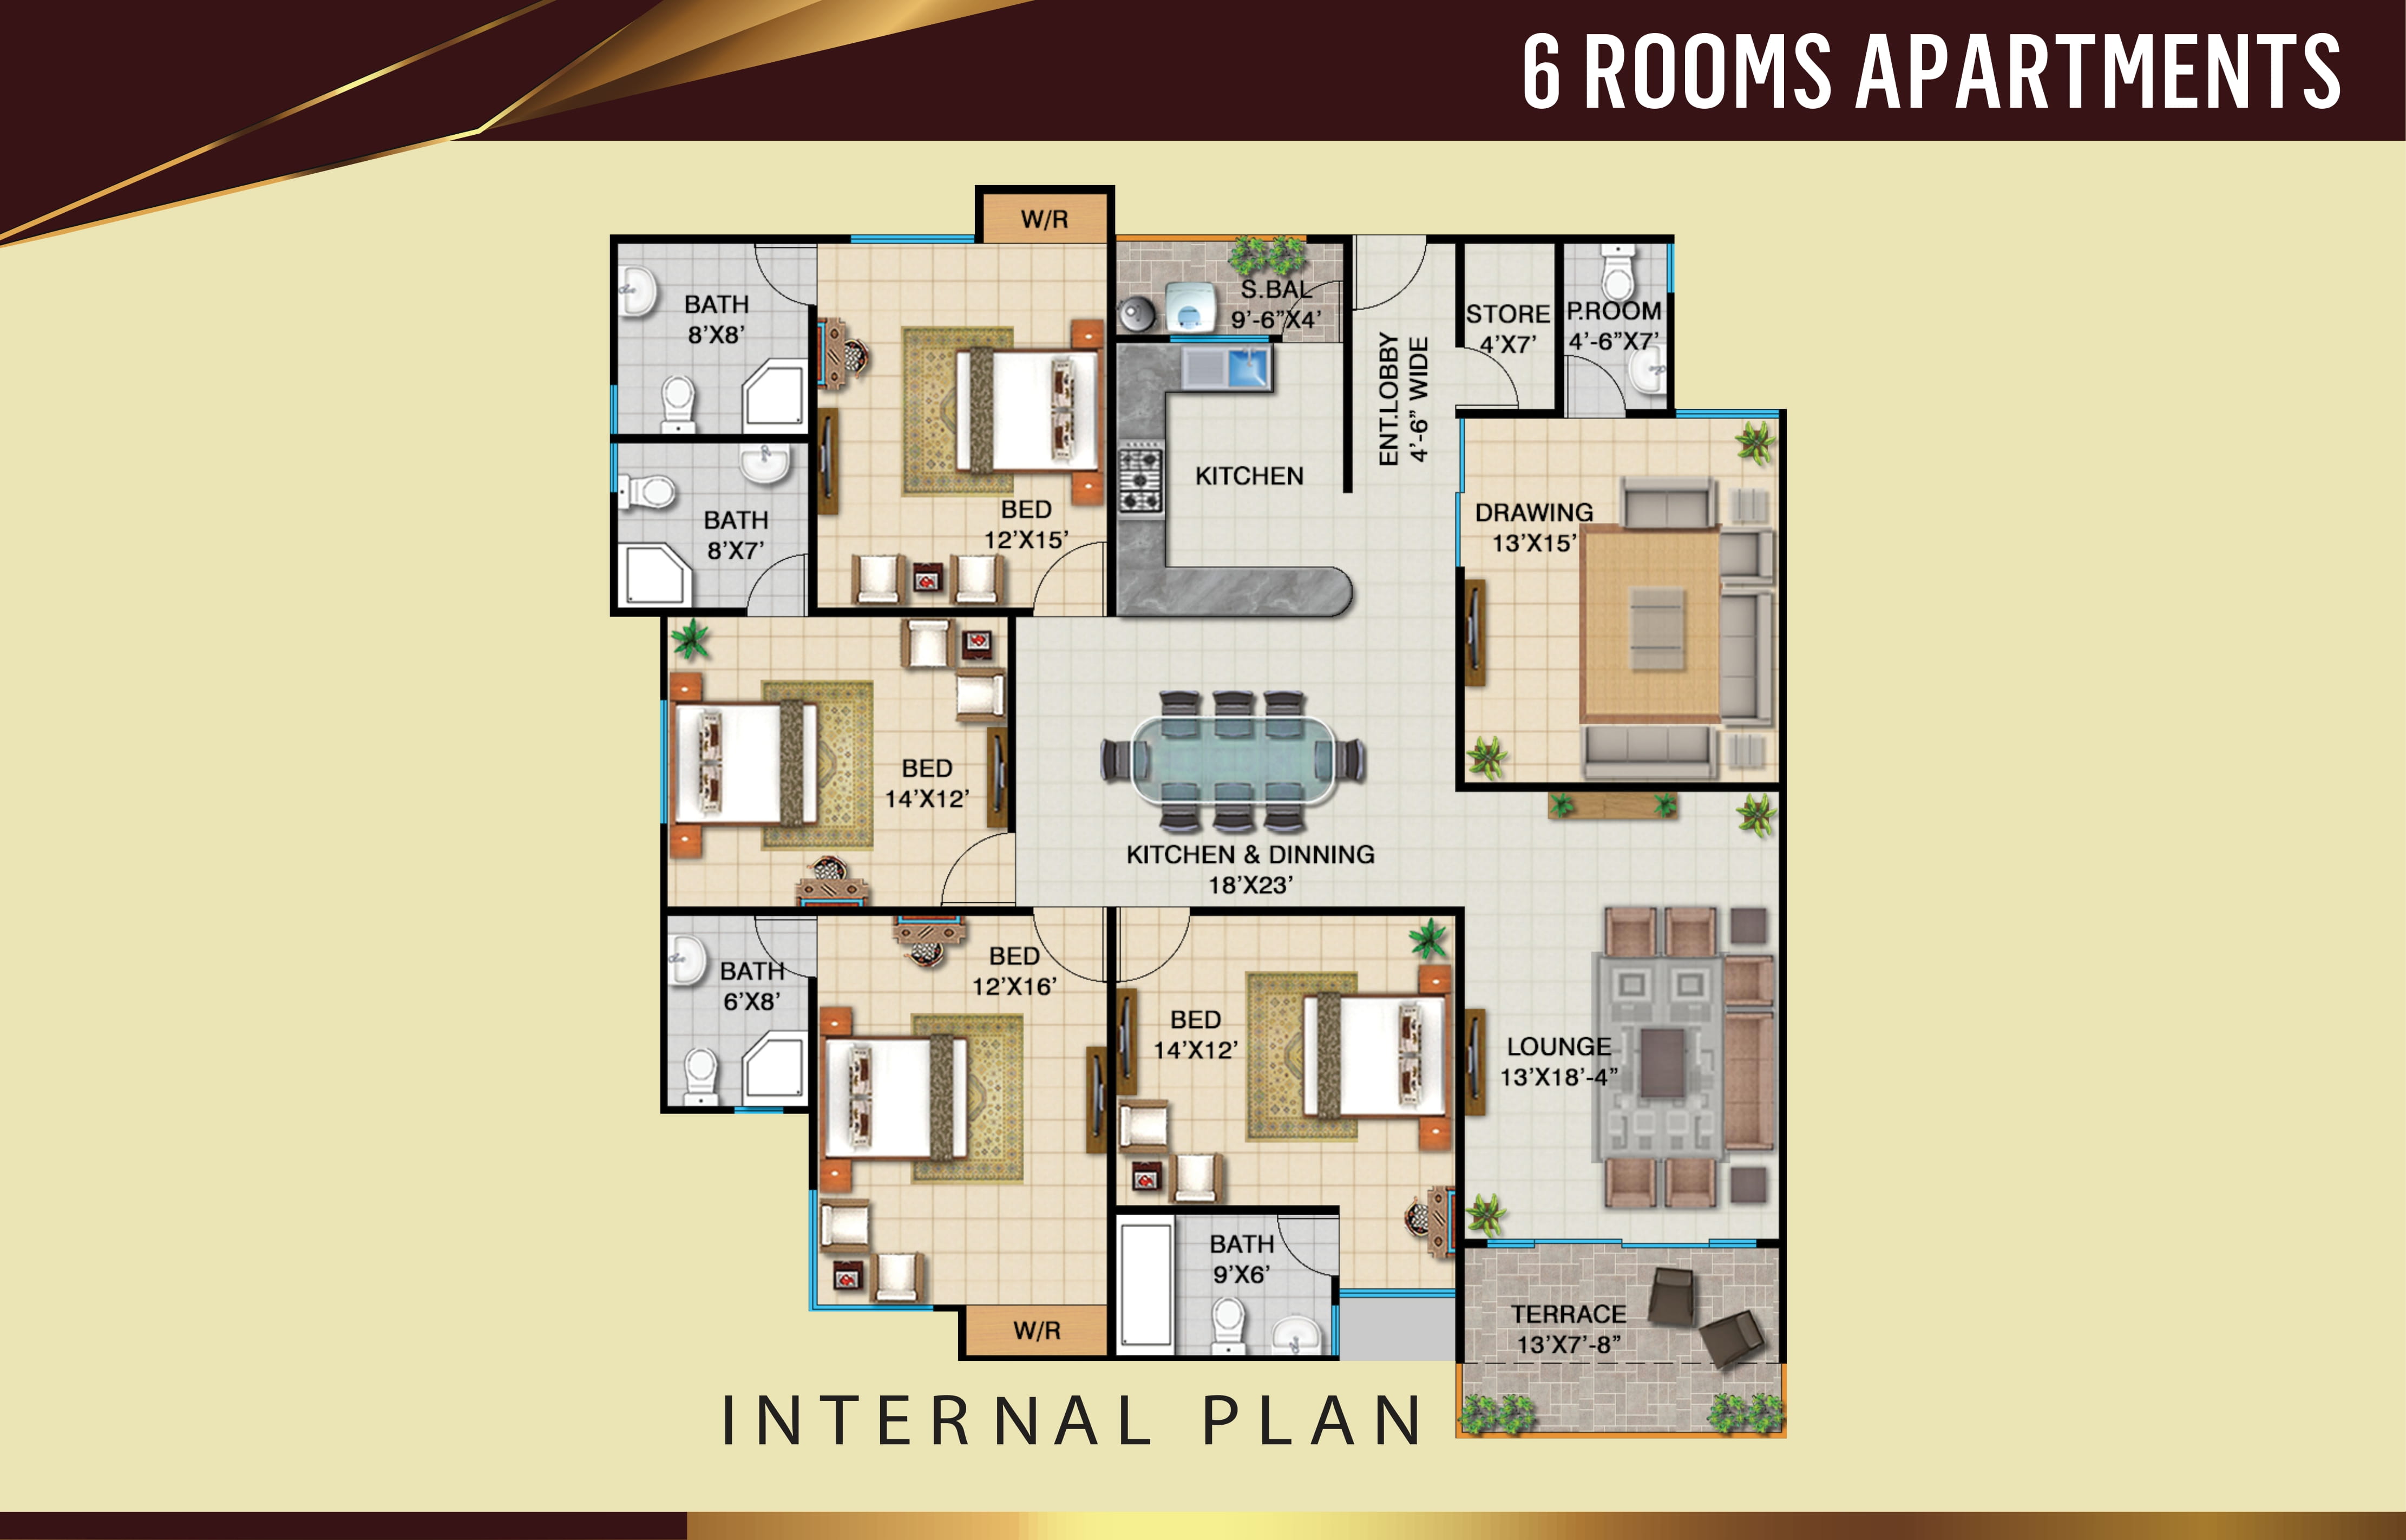 6 ROOMS APARTMENTS
W/R
BATH
8'X8'
S.BAL
9'-6"X4'
ENT.LOBBY
4'-6" WIDE
STORE
4'X7'
P.ROOM
4'-6"X7'
KITCHEN
BED
12'X15'
BATH
8'X7'
DRAWING
13'X15'
BED
14'X12'
KITCHEN & DINNING
18'X23'
BATH
6'X8'
BED
12'X16'
BED
14'X12'
LOUNGE
13'X18'-4"
BATH
9'X6'
W/R
TERRACE
13'X7'-8"
INTERNAL PLAN